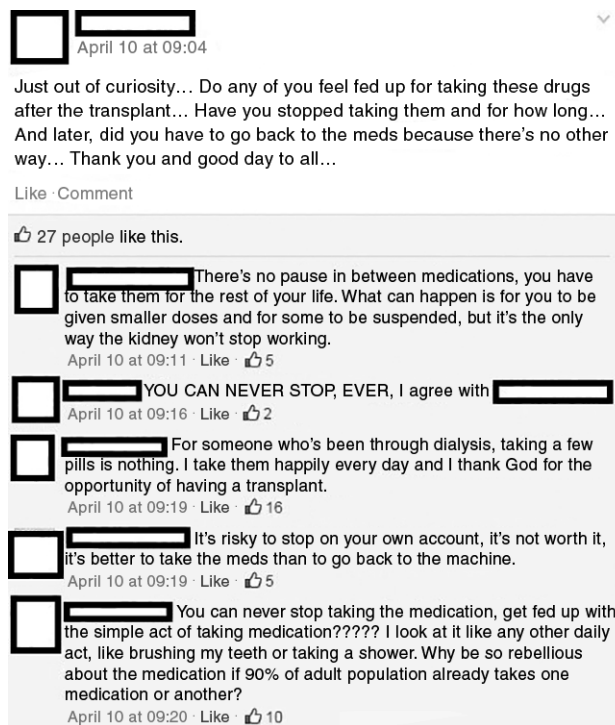 April 10 at 09:04
Just out of curiosity... Do any of you feel fed up for taking these drugs
after the transplant... Have you stopped taking them and for how long...
And later, did you have to go back to the meds because there's no other
way... Thank you and good day to all...
Like · Comment
27 people like this.
There's no pause in between medications, you have
to take them for the rest of your life. What can happen is for you to be
given smaller doses and for some to be suspended, but it's the only
way the kidney won't stop working.
April 10 at 09:11 · Like · 5
YOU CAN NEVER STOP, EVER, I agree with
April 10 at 09:16 · Like · 2
For someone who's been through dialysis, taking a few
pills is nothing. I take them happily every day and I thank God for the
opportunity of having a transplant.
April 10 at 09:19 · Like · 16
It's risky to stop on your own account, it's not worth it,
it's better to take the meds than to go back to the machine.
April 10 at 09:19 · Like · 5
You can never stop taking the medication, get fed up with
the simple act of taking medication????? I look at it like any other daily
act, like brushing my teeth or taking a shower. Why be so rebellious
about the medication if 90% of adult population already takes one
medication or another?
April 10 at 09:20 · Like · 10